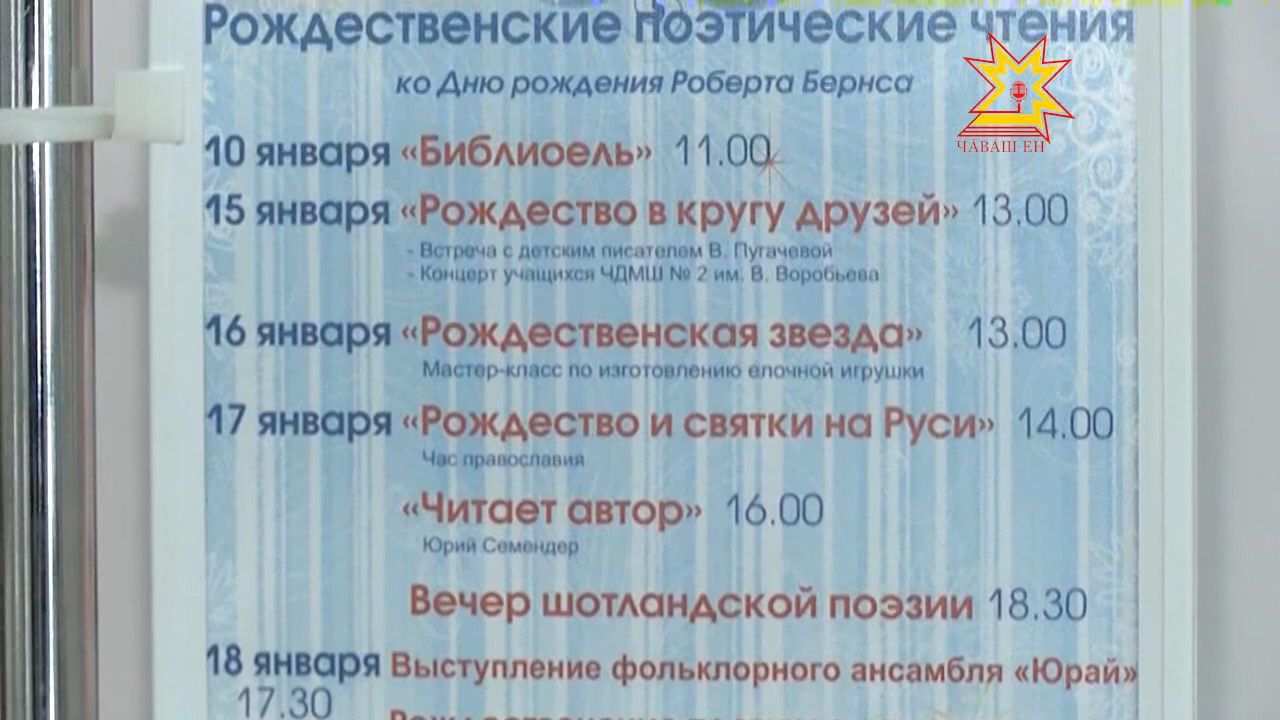 Рождественские поэтические чтения
ко Дню рождения Роберта Бернса
ЧАВАШ ЕН
10 января «Библиоель» 11.00
15 января «Рождество в кругу друзей» 13.00
- Встреча с детским писателем В. Пугачевой
- Концерт учащихся ЧДМШ № 2 им. В. Воробьева
16 января «Рождественская звезда» 13.00
Мастер-класс по изготовлению елочной игрушки
17 января «Рождество и святки на Руси» 14.00
Час православия
«Читает автор» 16.00
Юрий Семендер
Вечер шотландской поэзии 18.30
18 января Выступление фольклорного ансамбля «Юрай»
17.30